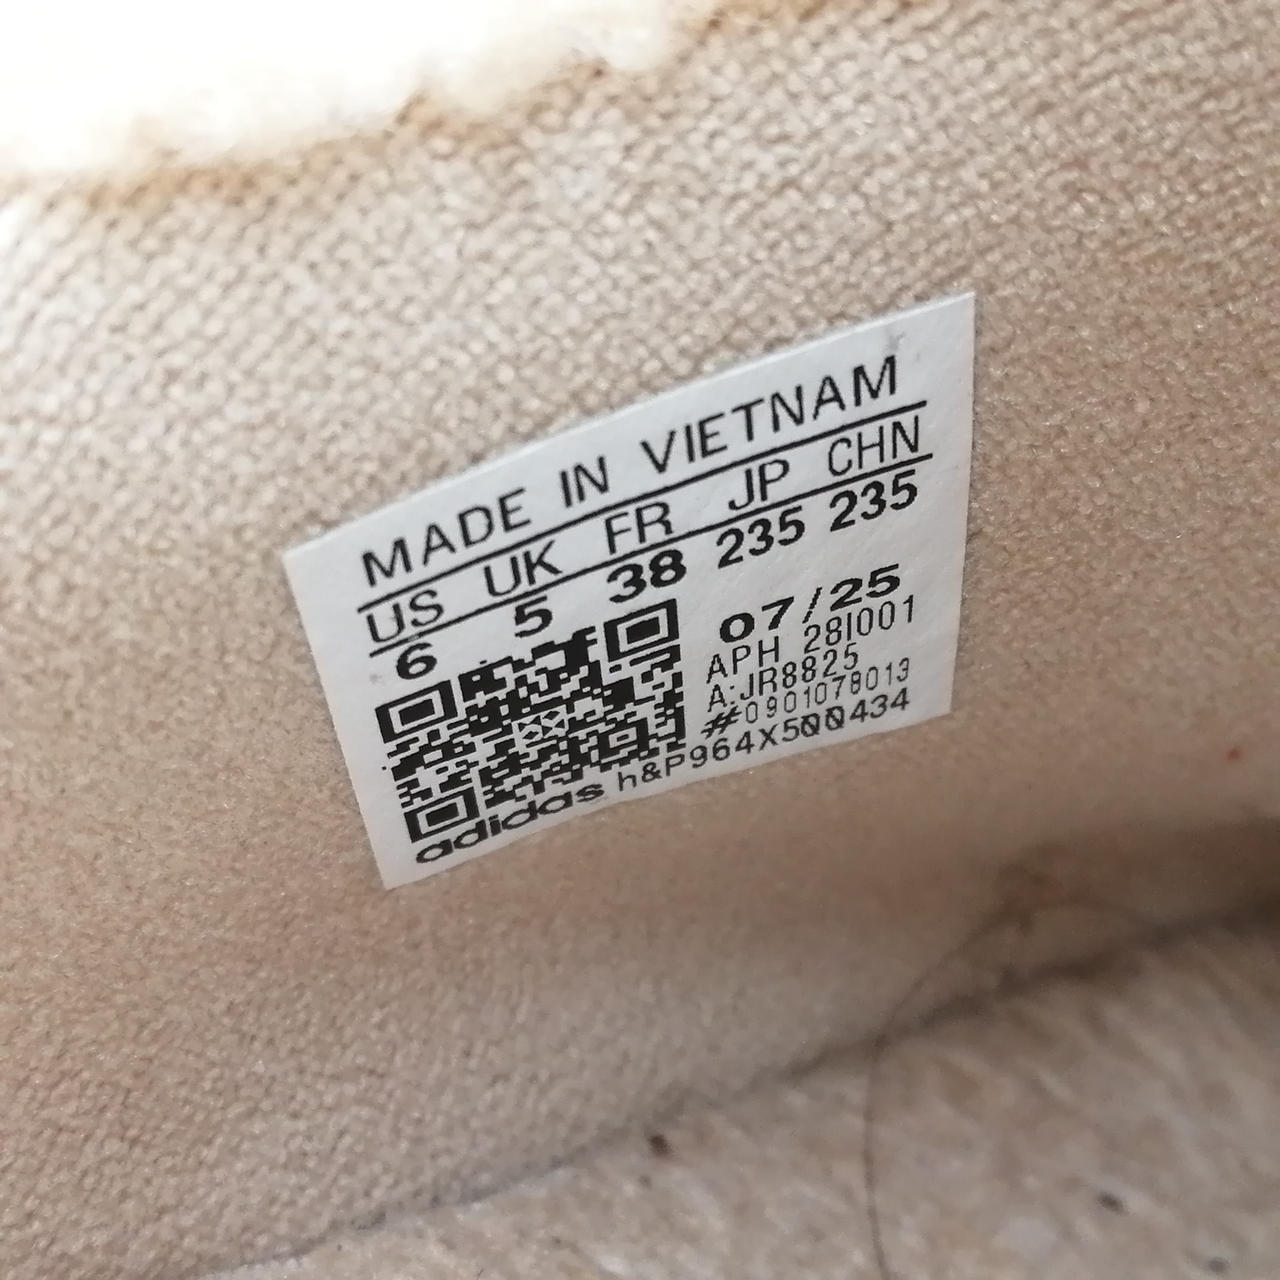 MADE IN VIETNAM
US UK FR JP CHN
6 5 38 235 235
07/25
APH 28I001
A:JR8825
#0901078013
adidas h&P964X500434